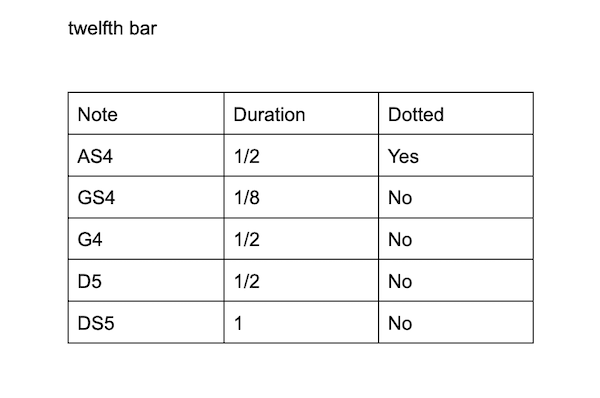 twelfth bar
Note Duration Dotted
AS4 1/2 Yes
GS4 1/8 No
G4 1/2 No
D5 1/2 No
DS5 1 No